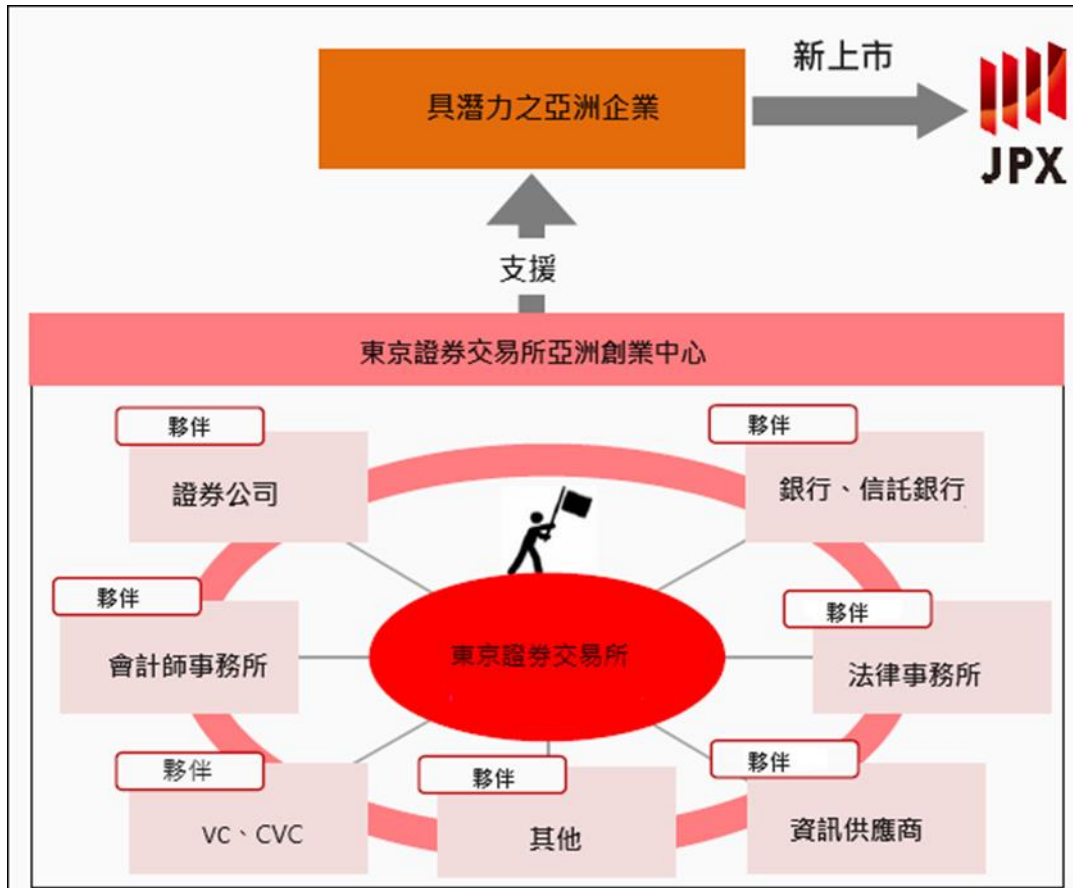 新上市
具潛力之亞洲企業
JPX
支援
東京證券交易所亞洲創業中心
夥伴
證券公司
夥伴
銀行、信託銀行
夥伴
會計師事務所
東京證券交易所
夥伴
法律事務所
夥伴
VC、CVC
夥伴
其他
夥伴
資訊供應商